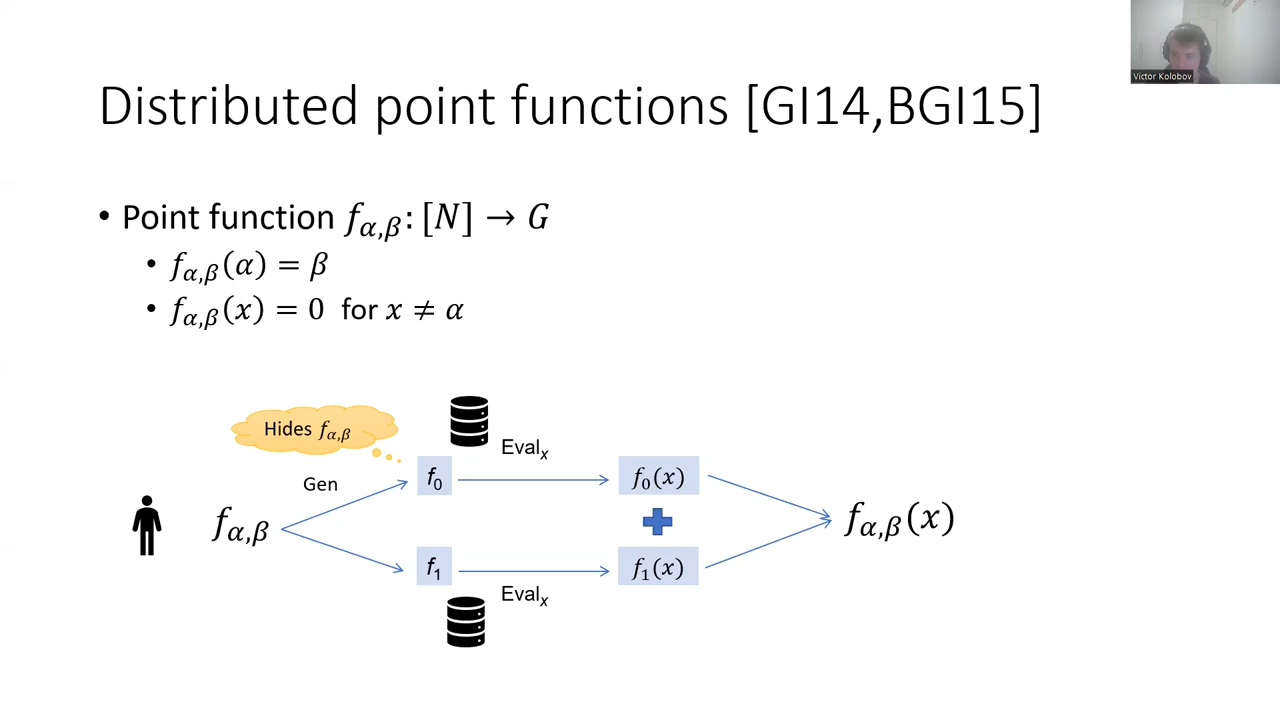 Victor Kolobov
Distributed point functions [GI14,BGI15]
• Point function f_{α,β}: [N] → G
• f_{α,β}(α) = β
• f_{α,β}(x) = 0 for x ≠ α
Hides f_{α,β}
Gen
Eval_x
f_0
f_0(x)
f_{α,β}
f_{α,β}(x)
f_1
f_1(x)
Eval_x